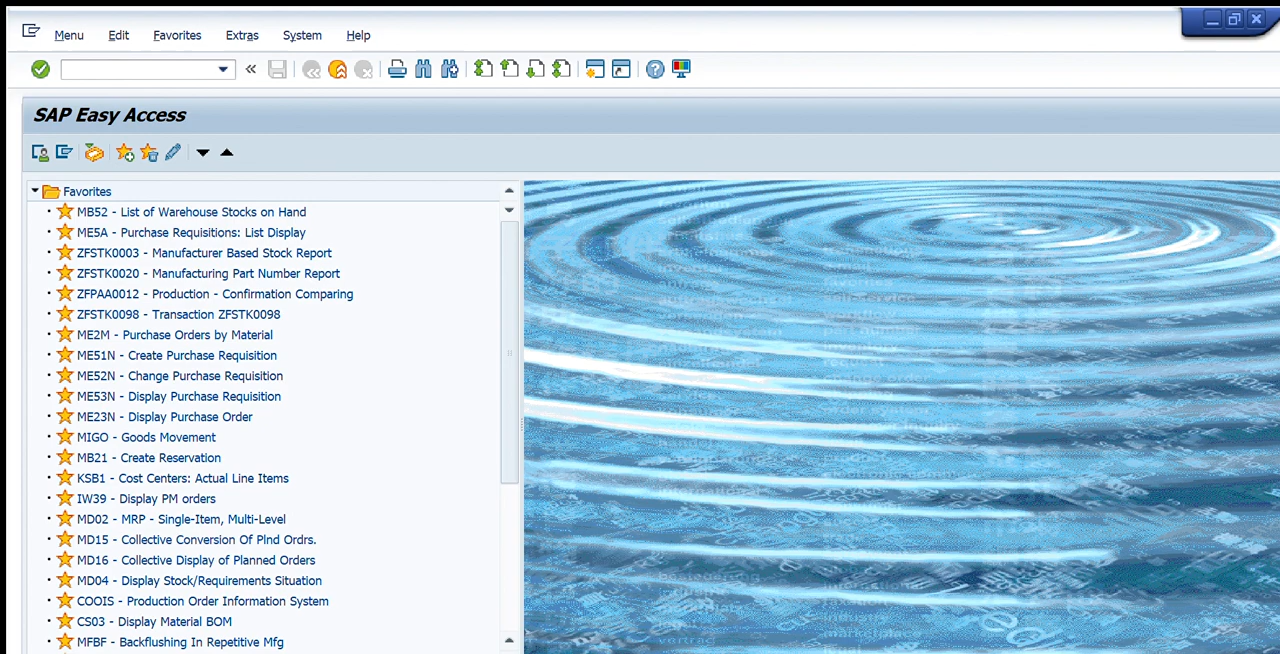 Menu Edit Favorites Extras System Help
SAP Easy Access
Favorites
MB52 - List of Warehouse Stocks on Hand
ME5A - Purchase Requisitions: List Display
ZFSTK0003 - Manufacturer Based Stock Report
ZFSTK0020 - Manufacturing Part Number Report
ZFPAA0012 - Production - Confirmation Comparing
ZFSTK0098 - Transaction ZFSTK0098
ME2M - Purchase Orders by Material
ME51N - Create Purchase Requisition
ME52N - Change Purchase Requisition
ME53N - Display Purchase Requisition
ME23N - Display Purchase Order
MIGO - Goods Movement
MB21 - Create Reservation
KSB1 - Cost Centers: Actual Line Items
IW39 - Display PM orders
MD02 - MRP - Single-Item, Multi-Level
MD15 - Collective Conversion Of Plnd Ordrs.
MD16 - Collective Display of Planned Orders
MD04 - Display Stock/Requirements Situation
COOIS - Production Order Information System
CS03 - Display Material BOM
MFBF - Backflushing In Repetitive Mfg
marketplace